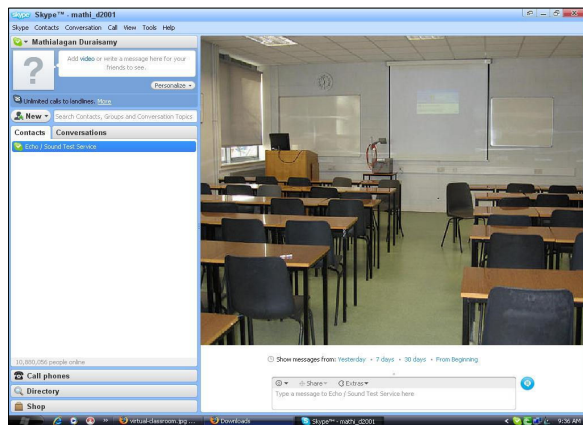 Skype™ - mathi_d2001
Skype Contacts Conversation Call View Tools Help
Mathialagan Duraisamy
Add video or write a message here for your
friends to see.
Personalize
Unlimited calls to landlines. More
New
Search Contacts, Groups and Conversation Topics
Contacts Conversations
Echo / Sound Test Service
10,800,056 people online
Call phones
Directory
Shop
Show messages from: Yesterday • 7 days • 30 days • From Beginning
Share Extras
Type a message to Echo / Sound Test Service here
virtual-classroom.jpg ...
Downloads
Skype™ - mathi_d2001
9:36 AM